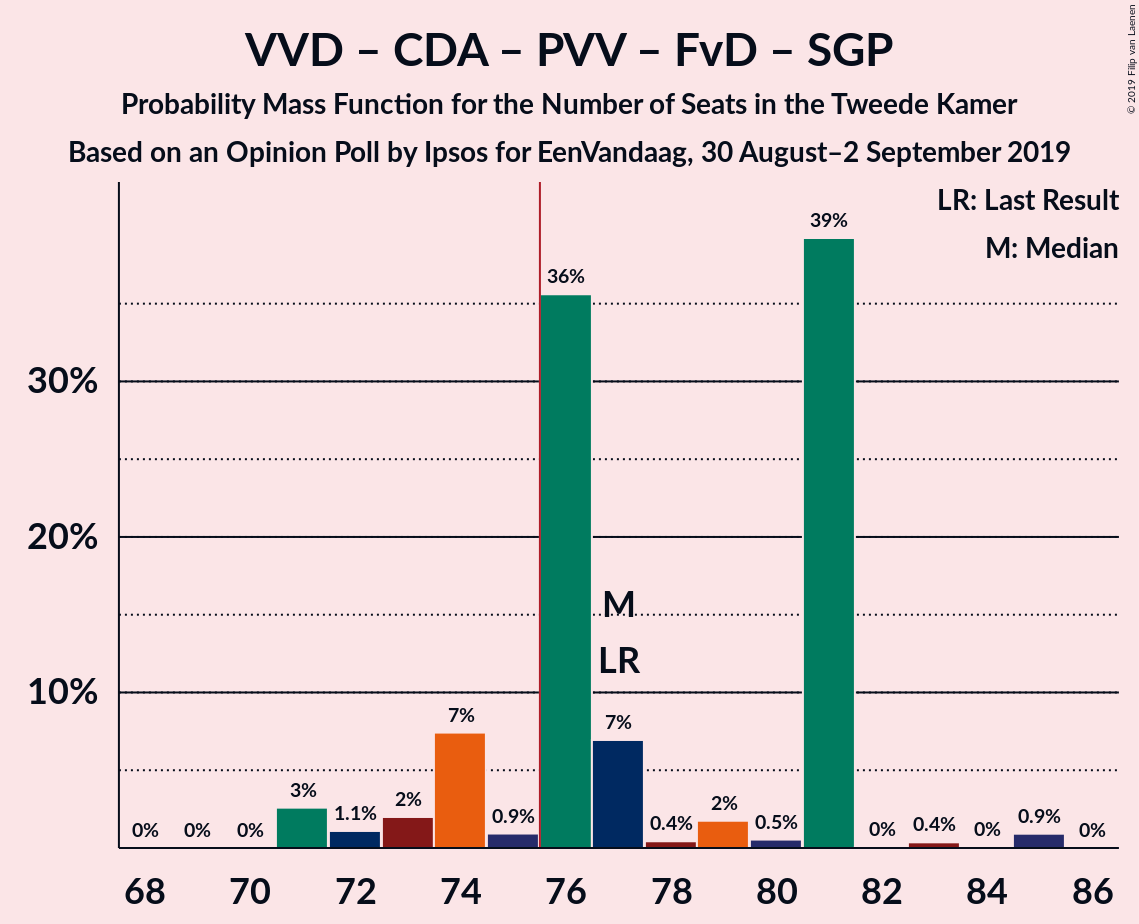 VVD – CDA – PVV – FvD – SGP
Probability Mass Function for the Number of Seats in the Tweede Kamer
Based on an Opinion Poll by Ipsos for EenVandaag, 30 August–2 September 2019
© 2019 Filip van Laenen
LR: Last Result
M: Median
39%
36%
30%
20%
M
LR
10%
7%
7%
3%
1.1%
2%
0.9%
0.4%
2%
0.5%
0.4%
0.9%
0%
0%
0%
0%
0%
0%
68 70 72 74 76 78 80 82 84 86